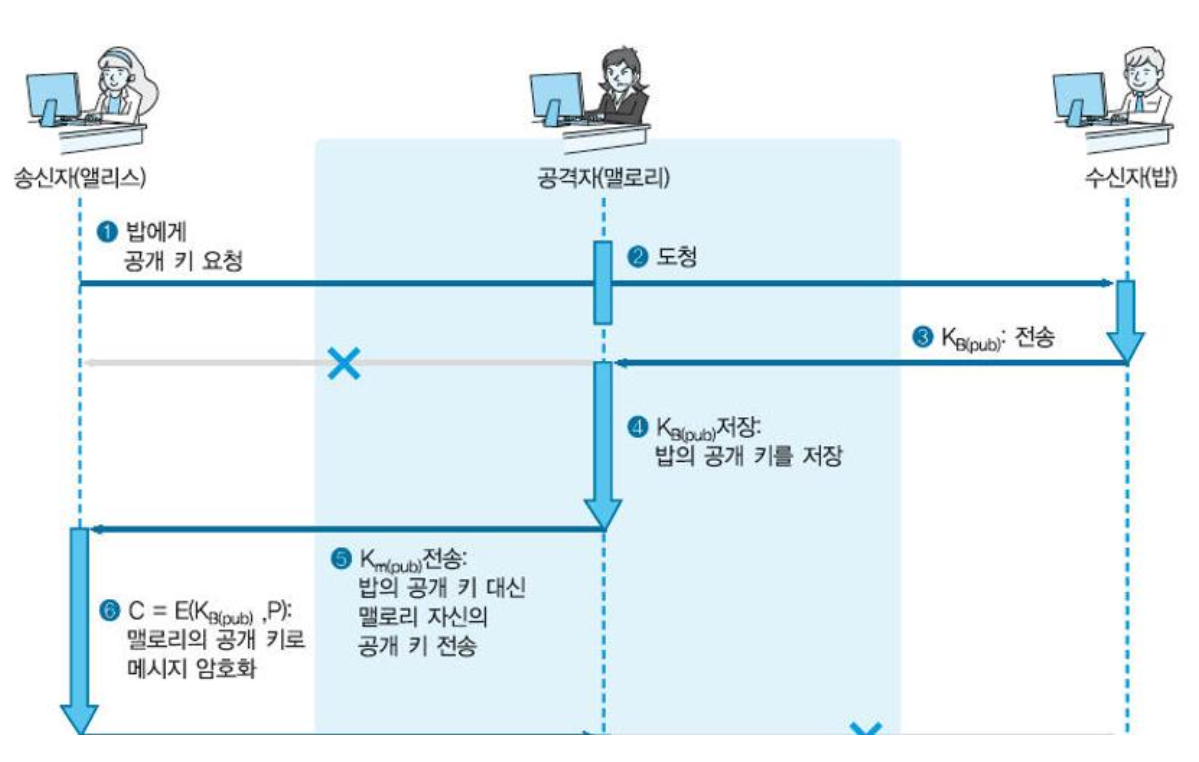 송신자(앨리스)
공격자(맬로리)
수신자(밥)
❶ 밥에게
공개 키 요청
❷ 도청
❸ K_B(pub): 전송
❹ K_B(pub)저장:
밥의 공개 키를 저장
❺ K_m(pub)전송:
밥의 공개 키 대신
맬로리 자신의
공개 키 전송
❻ C = E(K_B(pub) ,P):
맬로리의 공개 키로
메시지 암호화